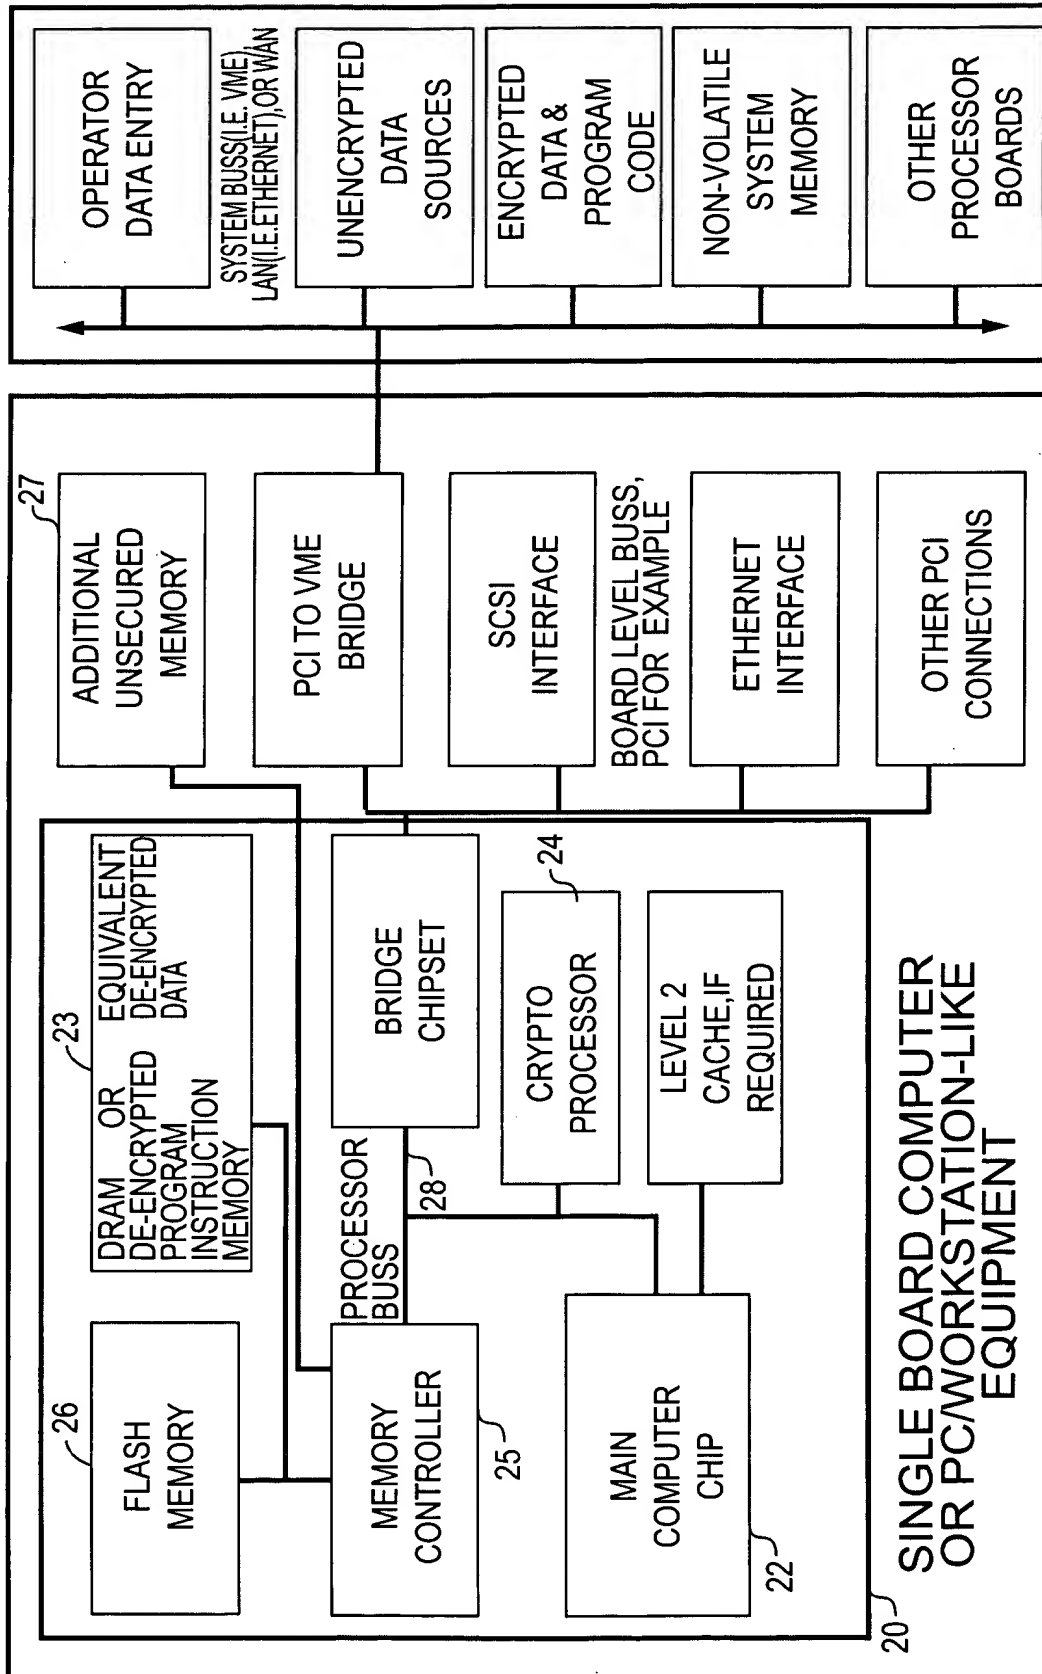 26
FLASH
MEMORY
23
DRAM OR
DE-ENCRYPTED
PROGRAM
INSTRUCTION
MEMORY
EQUIVALENT
DE-ENCRYPTED
DATA
27
ADDITIONAL
UNSECURED
MEMORY
OPERATOR
DATA ENTRY
SYSTEM BUSS(I.E. VME),
LAN(I.E.ETHERNET),OR WAN
MEMORY
CONTROLLER
25
PROCESSOR
BUSS
28
BRIDGE
CHIPSET
PCI TO VME
BRIDGE
UNENCRYPTED
DATA
SOURCES
MAIN
COMPUTER
CHIP
22
CRYPTO
PROCESSOR
24
SCSI
INTERFACE
BOARD LEVEL BUSS,
PCI FOR EXAMPLE
ENCRYPTED
DATA &
PROGRAM
CODE
LEVEL 2
CACHE,IF
REQUIRED
ETHERNET
INTERFACE
NON-VOLATILE
SYSTEM
MEMORY
OTHER PCI
CONNECTIONS
OTHER
PROCESSOR
BOARDS
20
SINGLE BOARD COMPUTER
OR PC/WORKSTATION-LIKE
EQUIPMENT